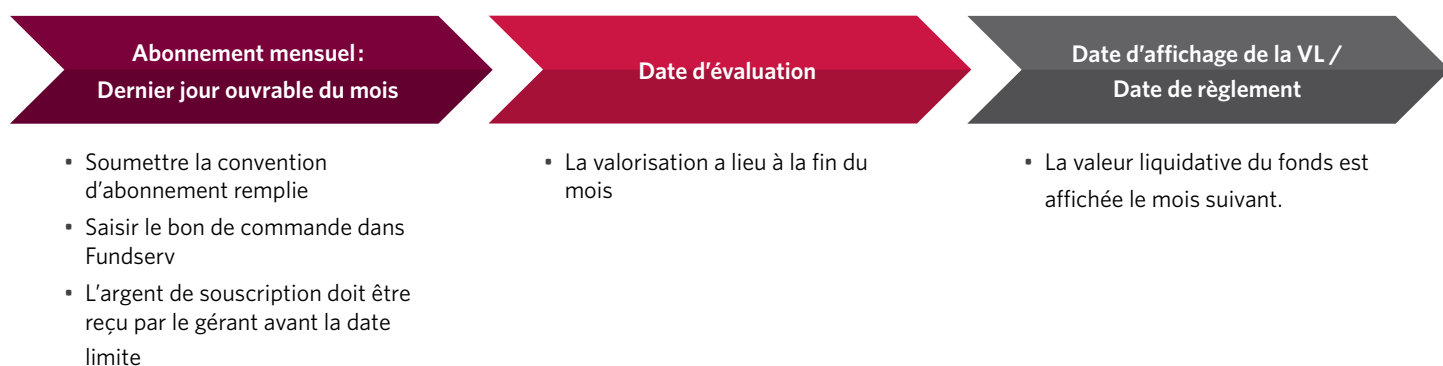 Abonnement mensuel :
Dernier jour ouvrable du mois
• Soumettre la convention
d'abonnement remplie
• Saisir le bon de commande dans
Fundserv
• L'argent de souscription doit être
reçu par le gérant avant la date
limite
Date d'évaluation
• La valorisation a lieu à la fin du
mois
Date d'affichage de la VL /
Date de règlement
• La valeur liquidative du fonds est
affichée le mois suivant.